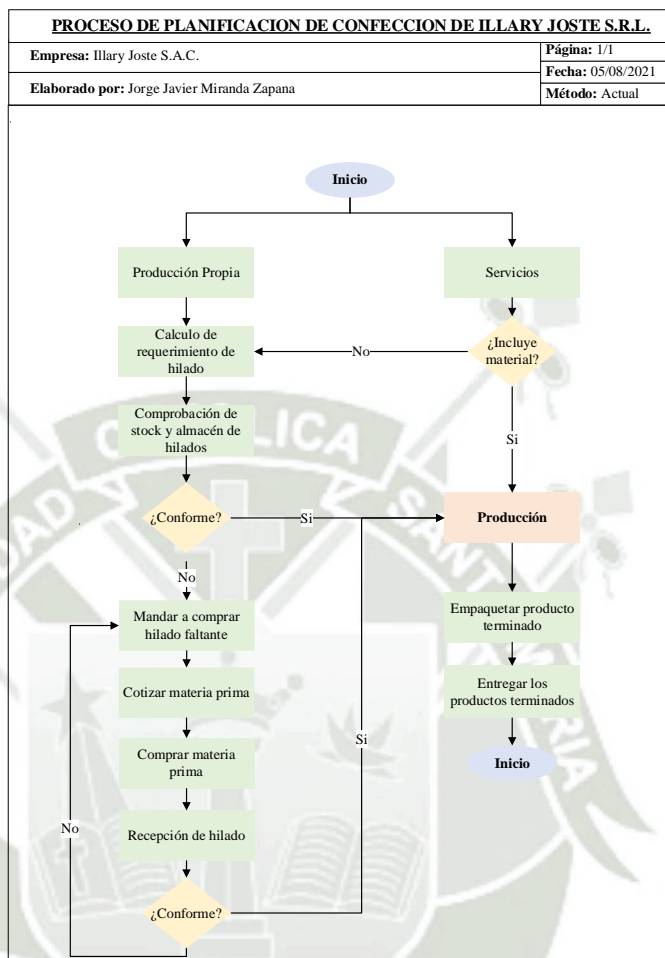 PROCESO DE PLANIFICACION DE CONFECCION DE ILLARY JOSTE S.R.L.
Empresa: Illary Joste S.A.C.
Página: 1/1
Fecha: 05/08/2021
Elaborado por: Jorge Javier Miranda Zapana
Método: Actual
Inicio
Producción Propia
Servicios
Calculo de
requerimiento de
hilado
No
¿Incluye
material?
Comprobación de
stock y almacén de
hilados
Si
¿Conforme?
Si
Producción
No
Mandar a comprar
hilado faltante
Empaquetar producto
terminado
Cotizar materia prima
Entregar los
productos terminados
Si
Comprar materia
prima
Inicio
No
Recepción de hilado
¿Conforme?
CATOLICA
SANTA
MARIA